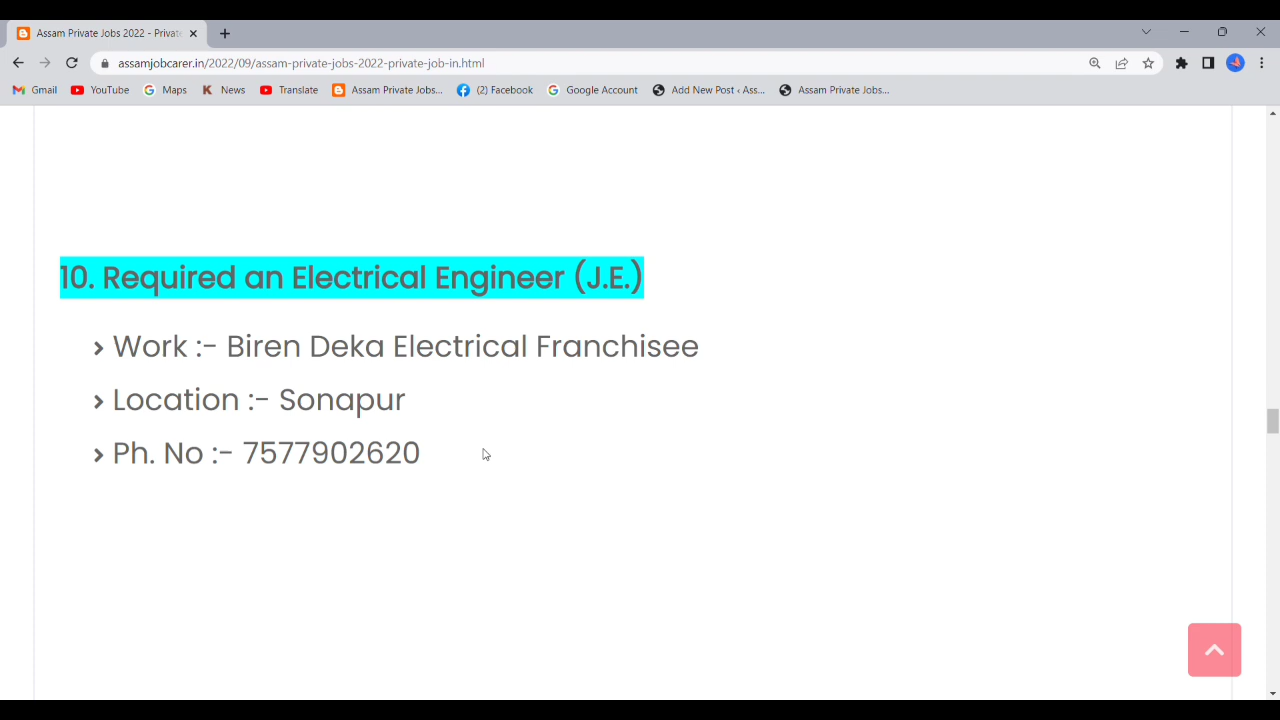 Assam Private Jobs 2022 - Privat
assamjobcarer.in/2022/09/assam-private-jobs-2022-private-job-in.html
Gmail YouTube Maps News Translate Assam Private Jobs... (2) Facebook Google Account Add New Post ‹ Ass... Assam Private Jobs...
10. Required an Electrical Engineer (J.E.)
› Work :- Biren Deka Electrical Franchisee
› Location :- Sonapur
› Ph. No :- 7577902620